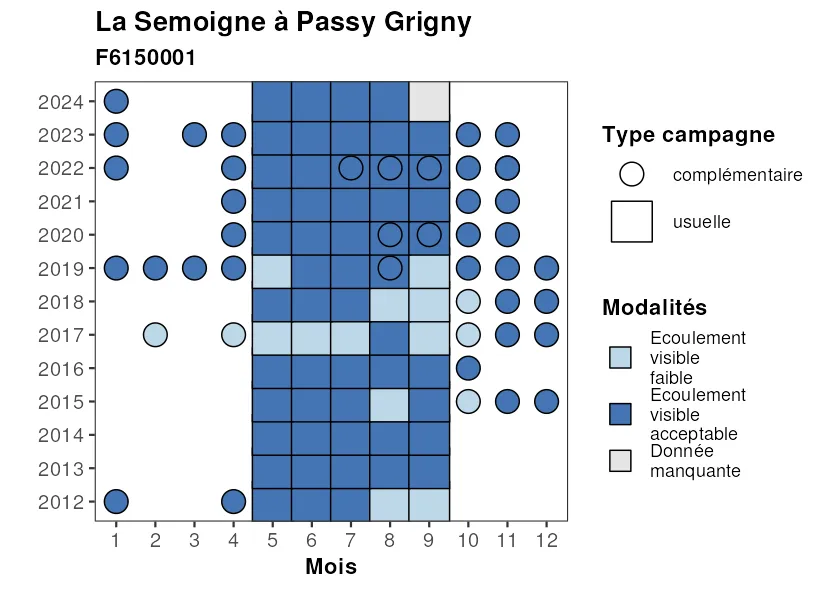 La Semoigne à Passy Grigny
F6150001
2024
2023
2022
2021
2020
2019
2018
2017
2016
2015
2014
2013
2012
1 2 3 4 5 6 7 8 9 10 11 12
Mois
Type campagne
complémentaire
usuelle
Modalités
Ecoulement
visible
faible
Ecoulement
visible
acceptable
Donnée
manquante